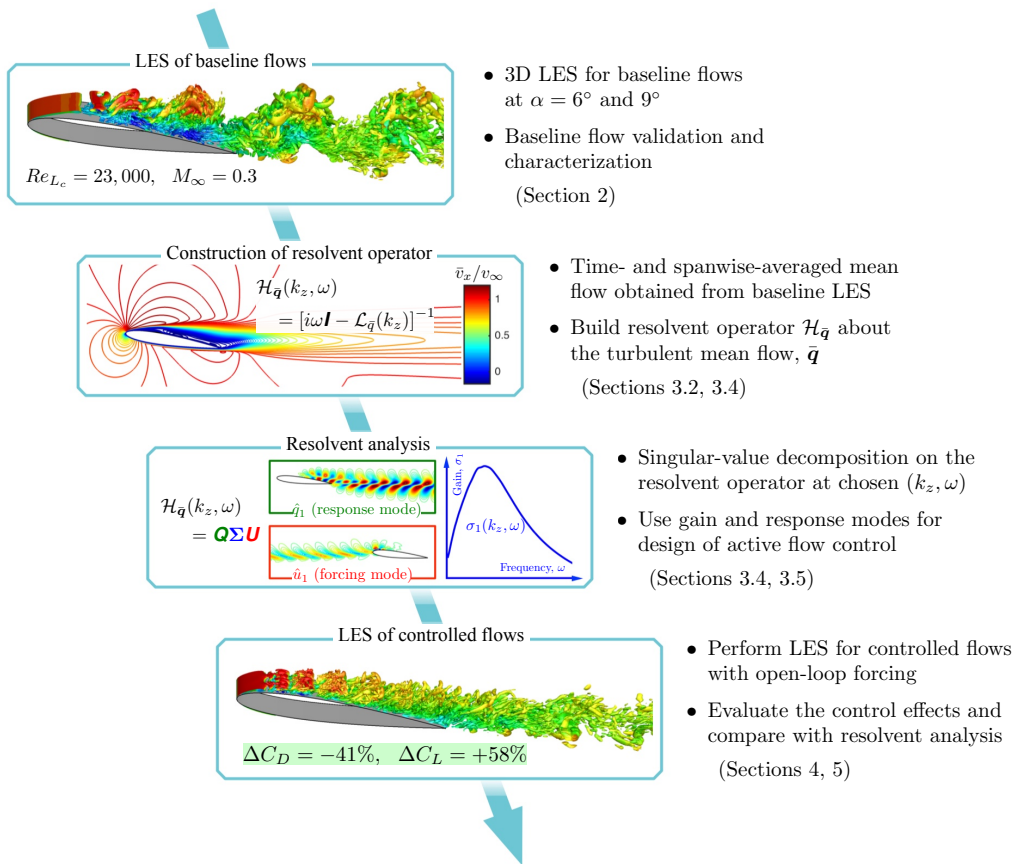 LES of baseline flows
Re_{L_c} = 23,000, M_∞ = 0.3
• 3D LES for baseline flows
at α = 6° and 9°
• Baseline flow validation and
characterization
(Section 2)
Construction of resolvent operator
ℋ_{q̄}(k_z, ω)
= [iωI − ℒ_{q̄}(k_z)]^{−1}
v̄_x/v_∞
1
0.5
0
• Time- and spanwise-averaged mean
flow obtained from baseline LES
• Build resolvent operator ℋ_{q̄} about
the turbulent mean flow, q̄
(Sections 3.2, 3.4)
Resolvent analysis
ℋ_{q̄}(k_z, ω)
= QΣU
q̂_1 (response mode)
û_1 (forcing mode)
Gain, σ_1
σ_1(k_z, ω)
Frequency, ω
• Singular-value decomposition on the
resolvent operator at chosen (k_z, ω)
• Use gain and response modes for
design of active flow control
(Sections 3.4, 3.5)
LES of controlled flows
ΔC_D = −41%, ΔC_L = +58%
• Perform LES for controlled flows
with open-loop forcing
• Evaluate the control effects and
compare with resolvent analysis
(Sections 4, 5)